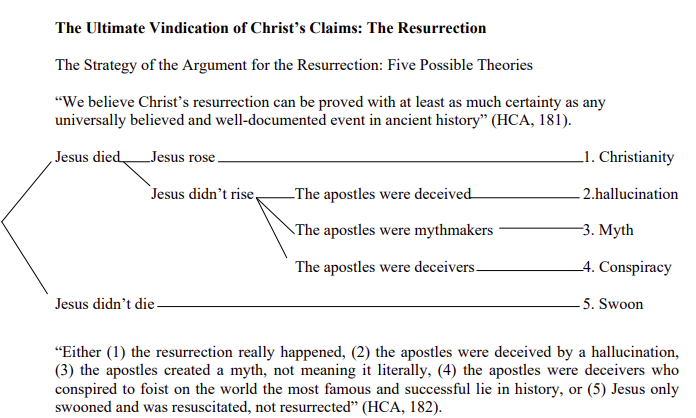 The Ultimate Vindication of Christ’s Claims: The Resurrection
The Strategy of the Argument for the Resurrection: Five Possible Theories
“We believe Christ’s resurrection can be proved with at least as much certainty as any
universally believed and well-documented event in ancient history” (HCA, 181).
Jesus died Jesus rose 1. Christianity
Jesus didn’t rise The apostles were deceived 2.hallucination
The apostles were mythmakers 3. Myth
The apostles were deceivers 4. Conspiracy
Jesus didn’t die 5. Swoon
“Either (1) the resurrection really happened, (2) the apostles were deceived by a hallucination,
(3) the apostles created a myth, not meaning it literally, (4) the apostles were deceivers who
conspired to foist on the world the most famous and successful lie in history, or (5) Jesus only
swooned and was resuscitated, not resurrected” (HCA, 182).